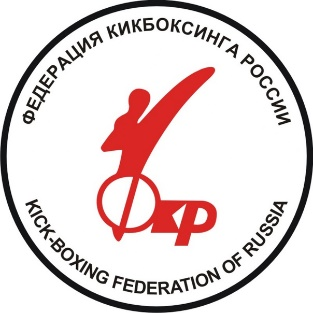 ФЕДЕРАЦИЯ КИКБОКСИНГА РОССИИ
ФКР
KICK-BOXING FEDERATION OF RUSSIA